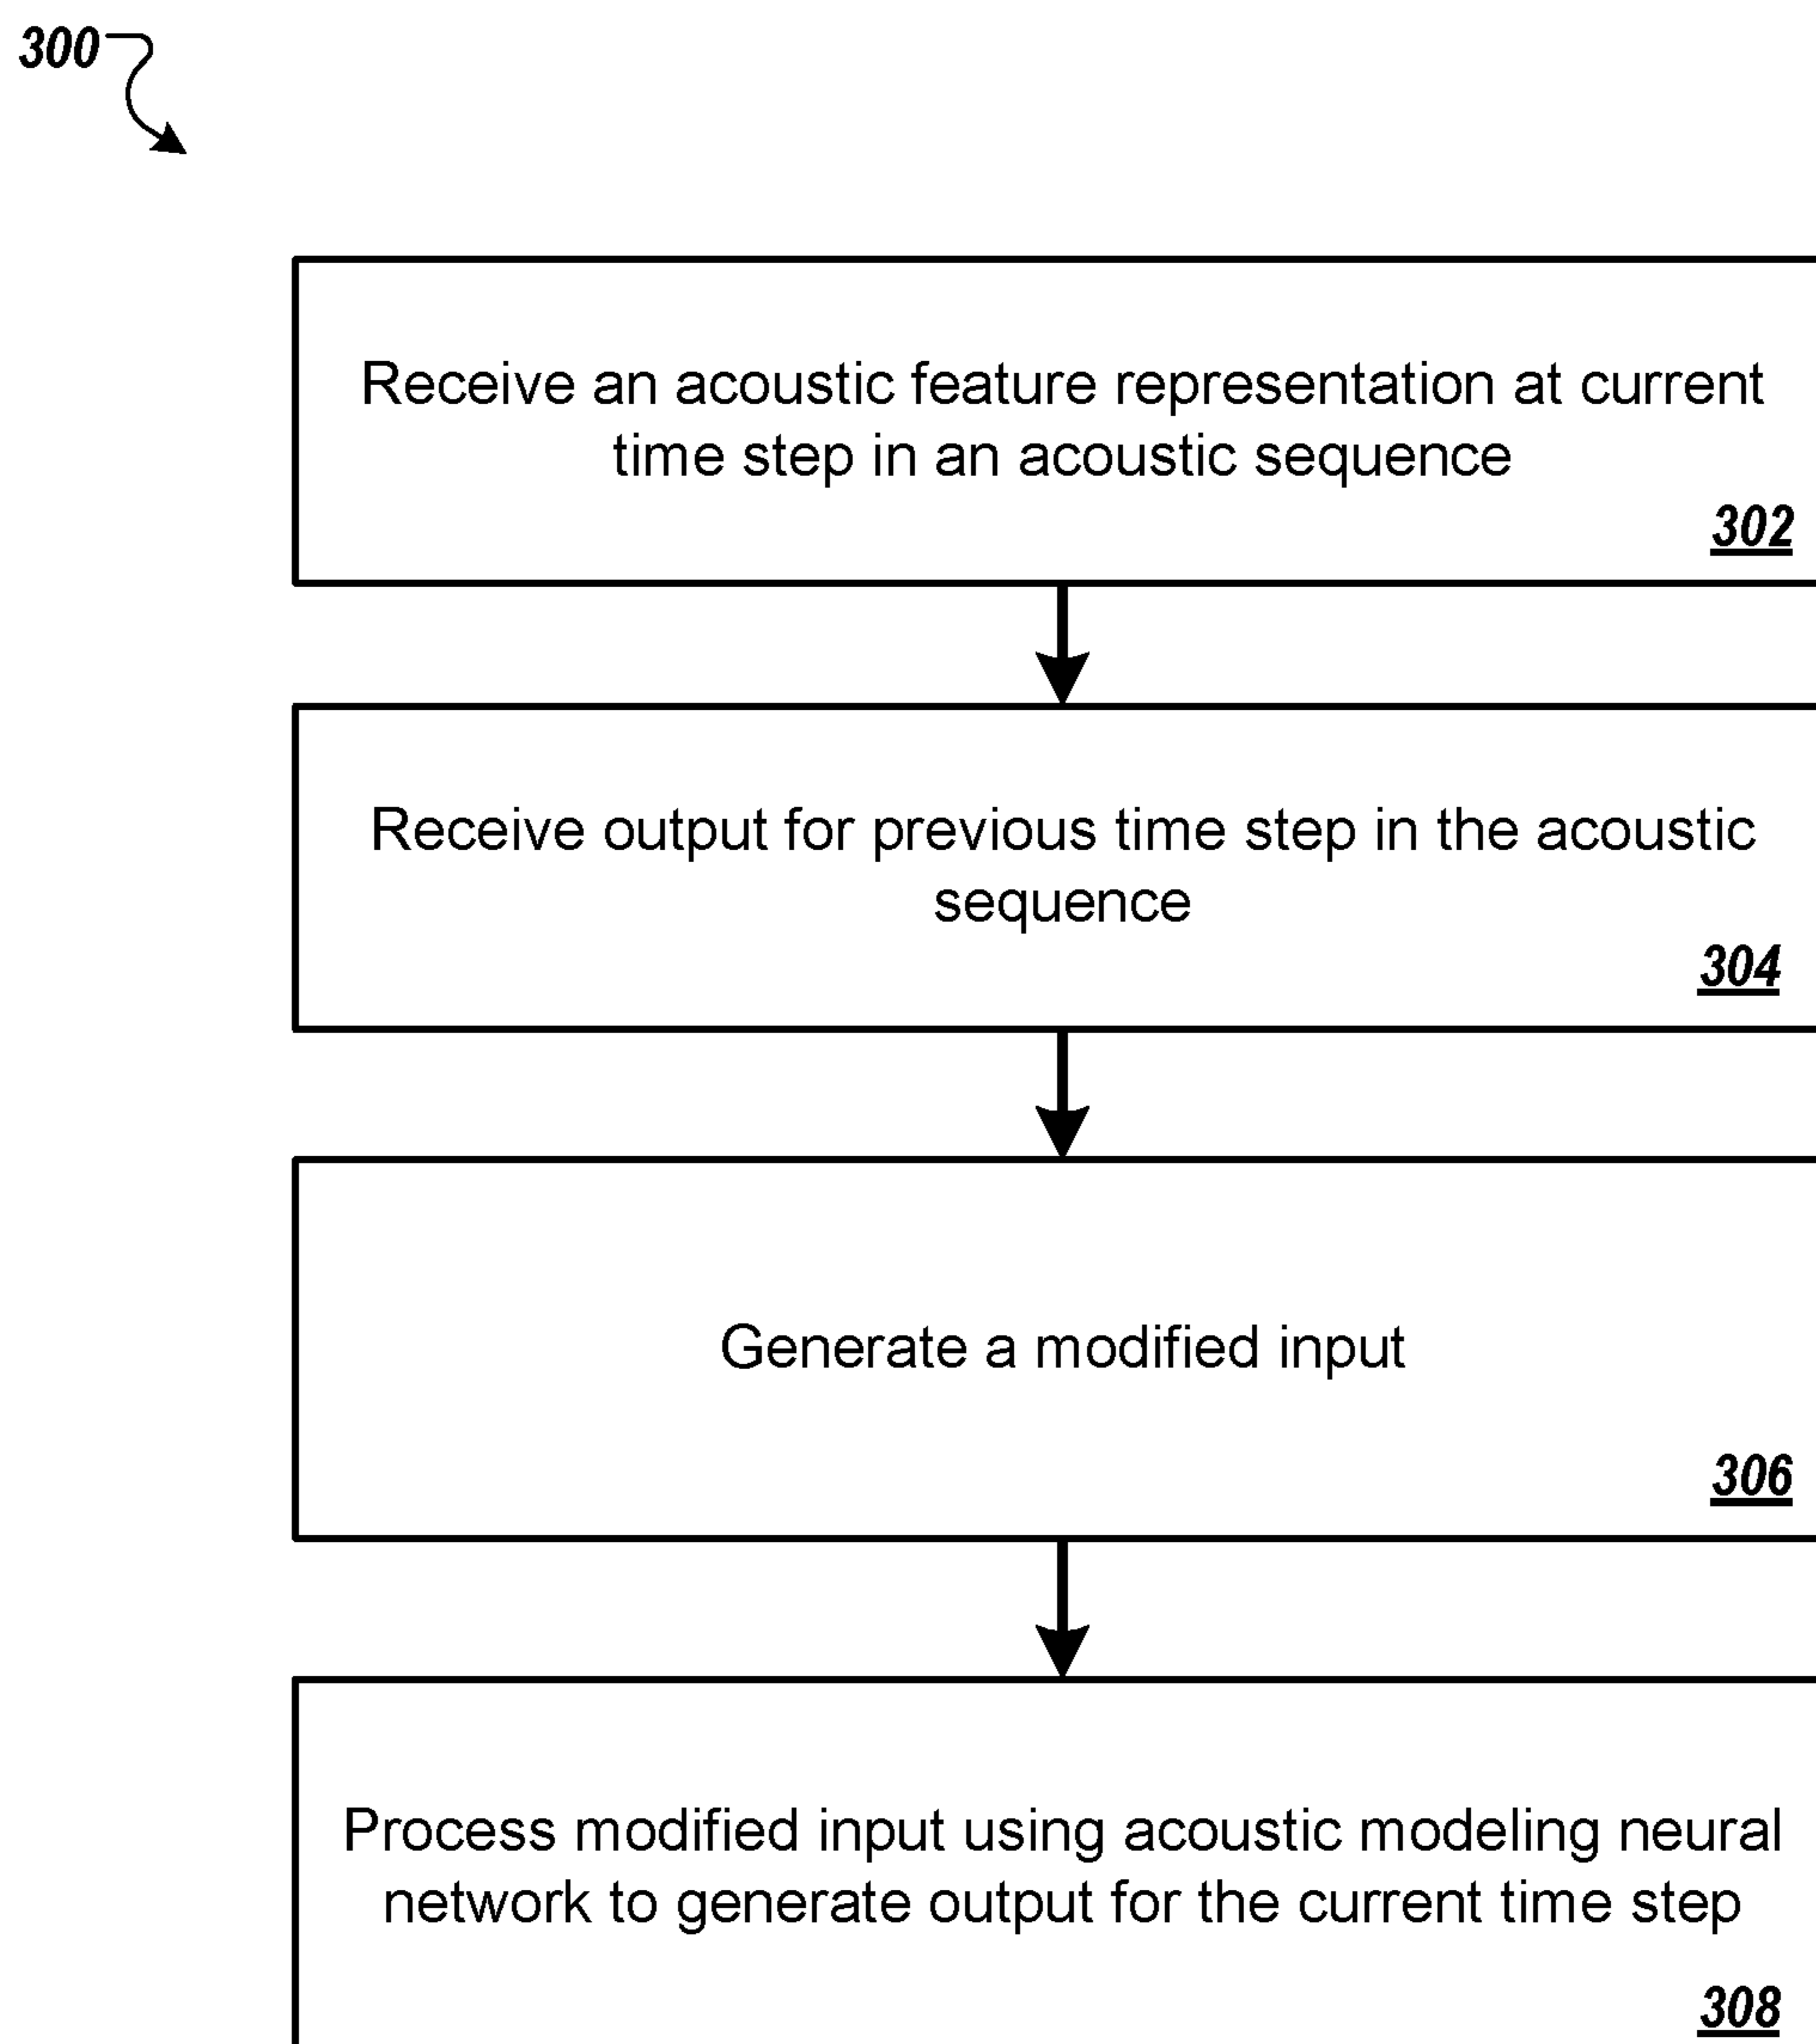 300
Receive an acoustic feature representation at current
time step in an acoustic sequence
302
Receive output for previous time step in the acoustic
sequence
304
Generate a modified input
306
Process modified input using acoustic modeling neural
network to generate output for the current time step
308